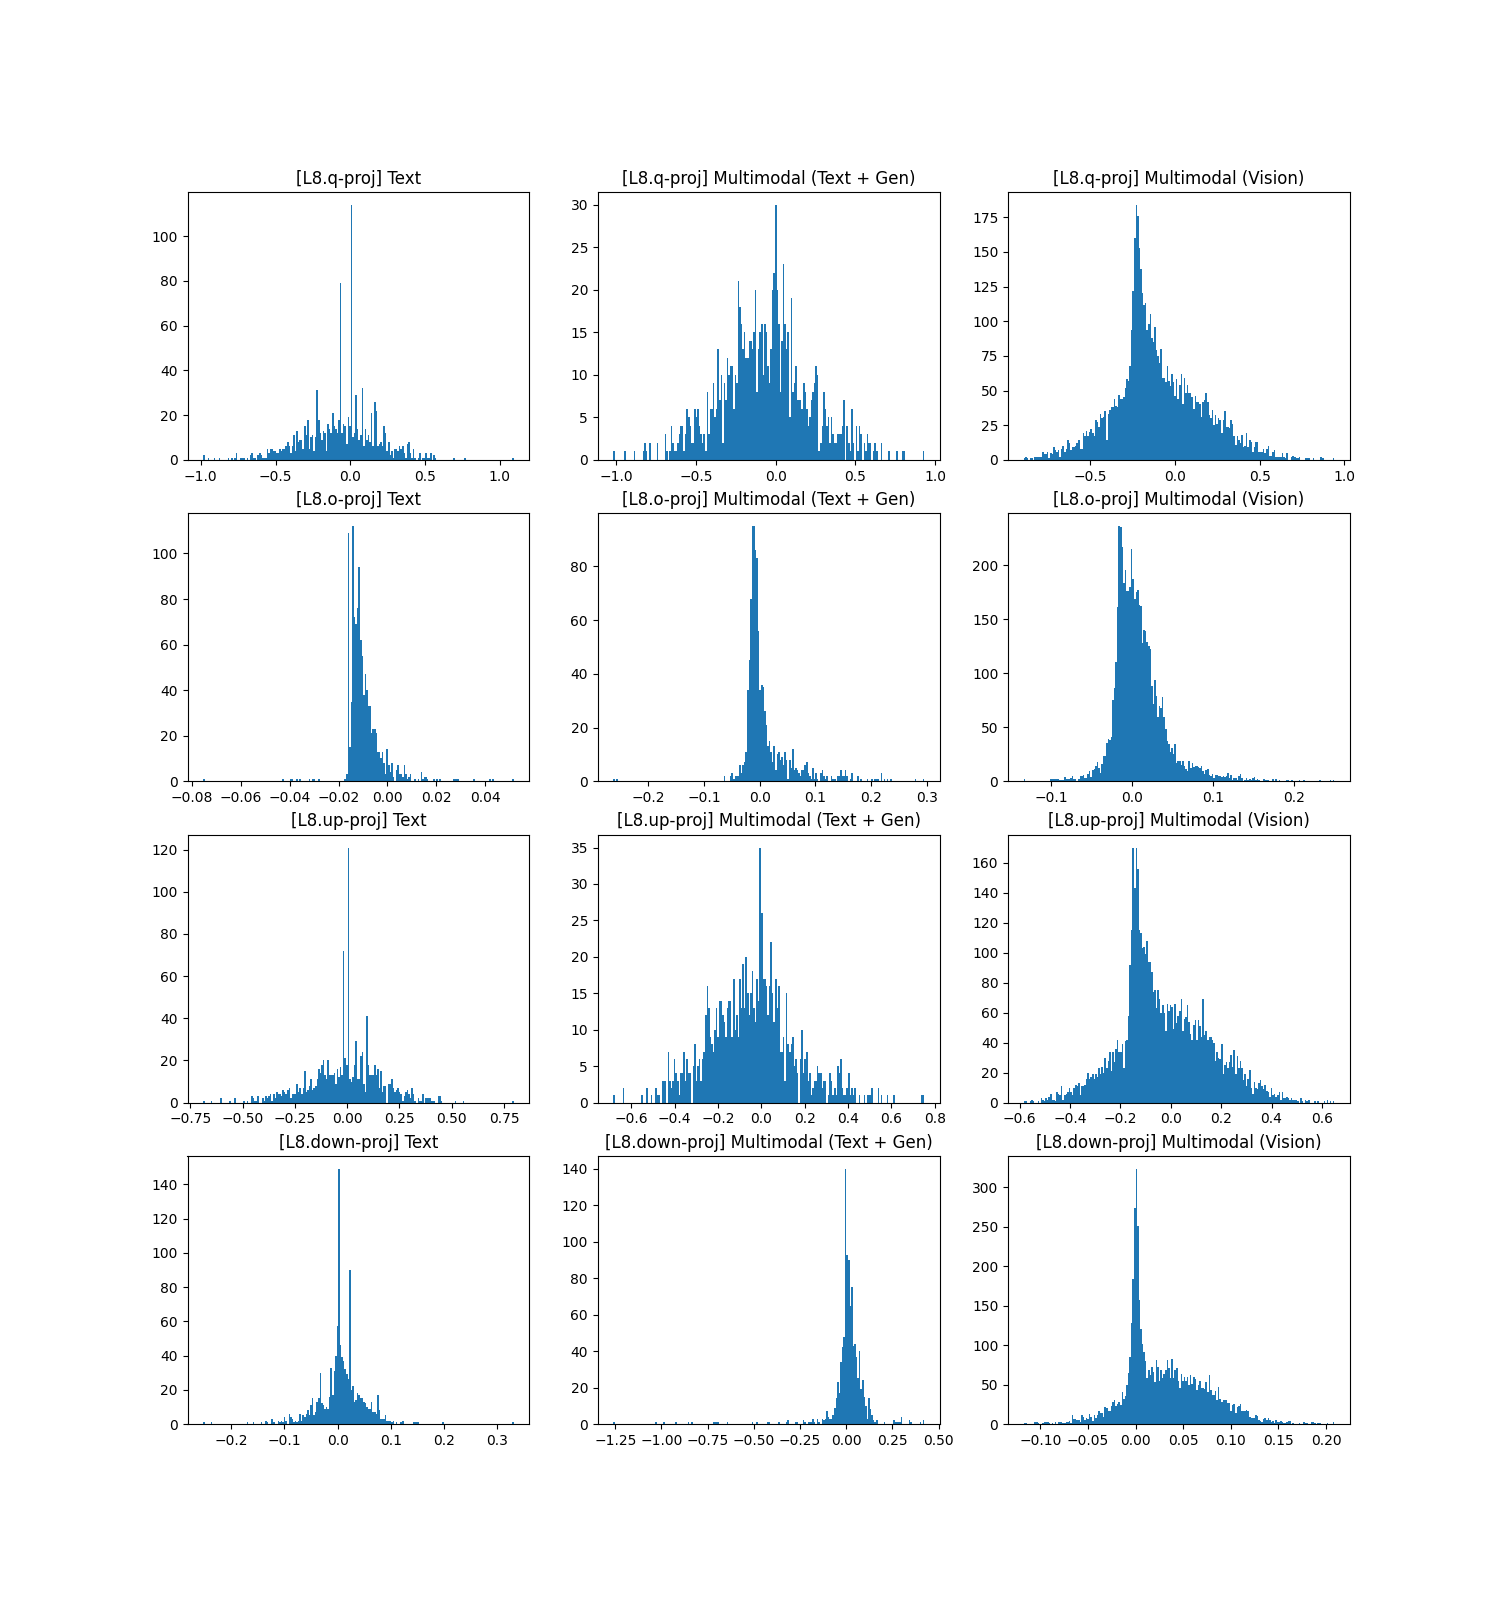 [L8.q-proj] Text [L8.q-proj] Multimodal (Text + Gen) [L8.q-proj] Multimodal (Vision)
100 80 60 40 20 0
30 25 20 15 10 5 0
175 150 125 100 75 50 25 0
−1.0 −0.5 0.0 0.5 1.0 −1.0 −0.5 0.0 0.5 1.0 −0.5 0.0 0.5 1.0
[L8.o-proj] Text [L8.o-proj] Multimodal (Text + Gen) [L8.o-proj] Multimodal (Vision)
100 80 60 40 20 0
80 60 40 20 0
200 150 100 50 0
−0.08 −0.06 −0.04 −0.02 0.00 0.02 0.04 −0.2 −0.1 0.0 0.1 0.2 0.3 −0.1 0.0 0.1 0.2
[L8.up-proj] Text [L8.up-proj] Multimodal (Text + Gen) [L8.up-proj] Multimodal (Vision)
120 100 80 60 40 20 0
35 30 25 20 15 10 5 0
160 140 120 100 80 60 40 20 0
−0.75 −0.50 −0.25 0.00 0.25 0.50 0.75 −0.6 −0.4 −0.2 0.0 0.2 0.4 0.6 0.8 −0.6 −0.4 −0.2 0.0 0.2 0.4 0.6
[L8.down-proj] Text [L8.down-proj] Multimodal (Text + Gen) [L8.down-proj] Multimodal (Vision)
140 120 100 80 60 40 20 0
140 120 100 80 60 40 20 0
300 250 200 150 100 50 0
−0.2 −0.1 0.0 0.1 0.2 0.3 −1.25 −1.00 −0.75 −0.50 −0.25 0.00 0.25 0.50 −0.10 −0.05 0.00 0.05 0.10 0.15 0.20